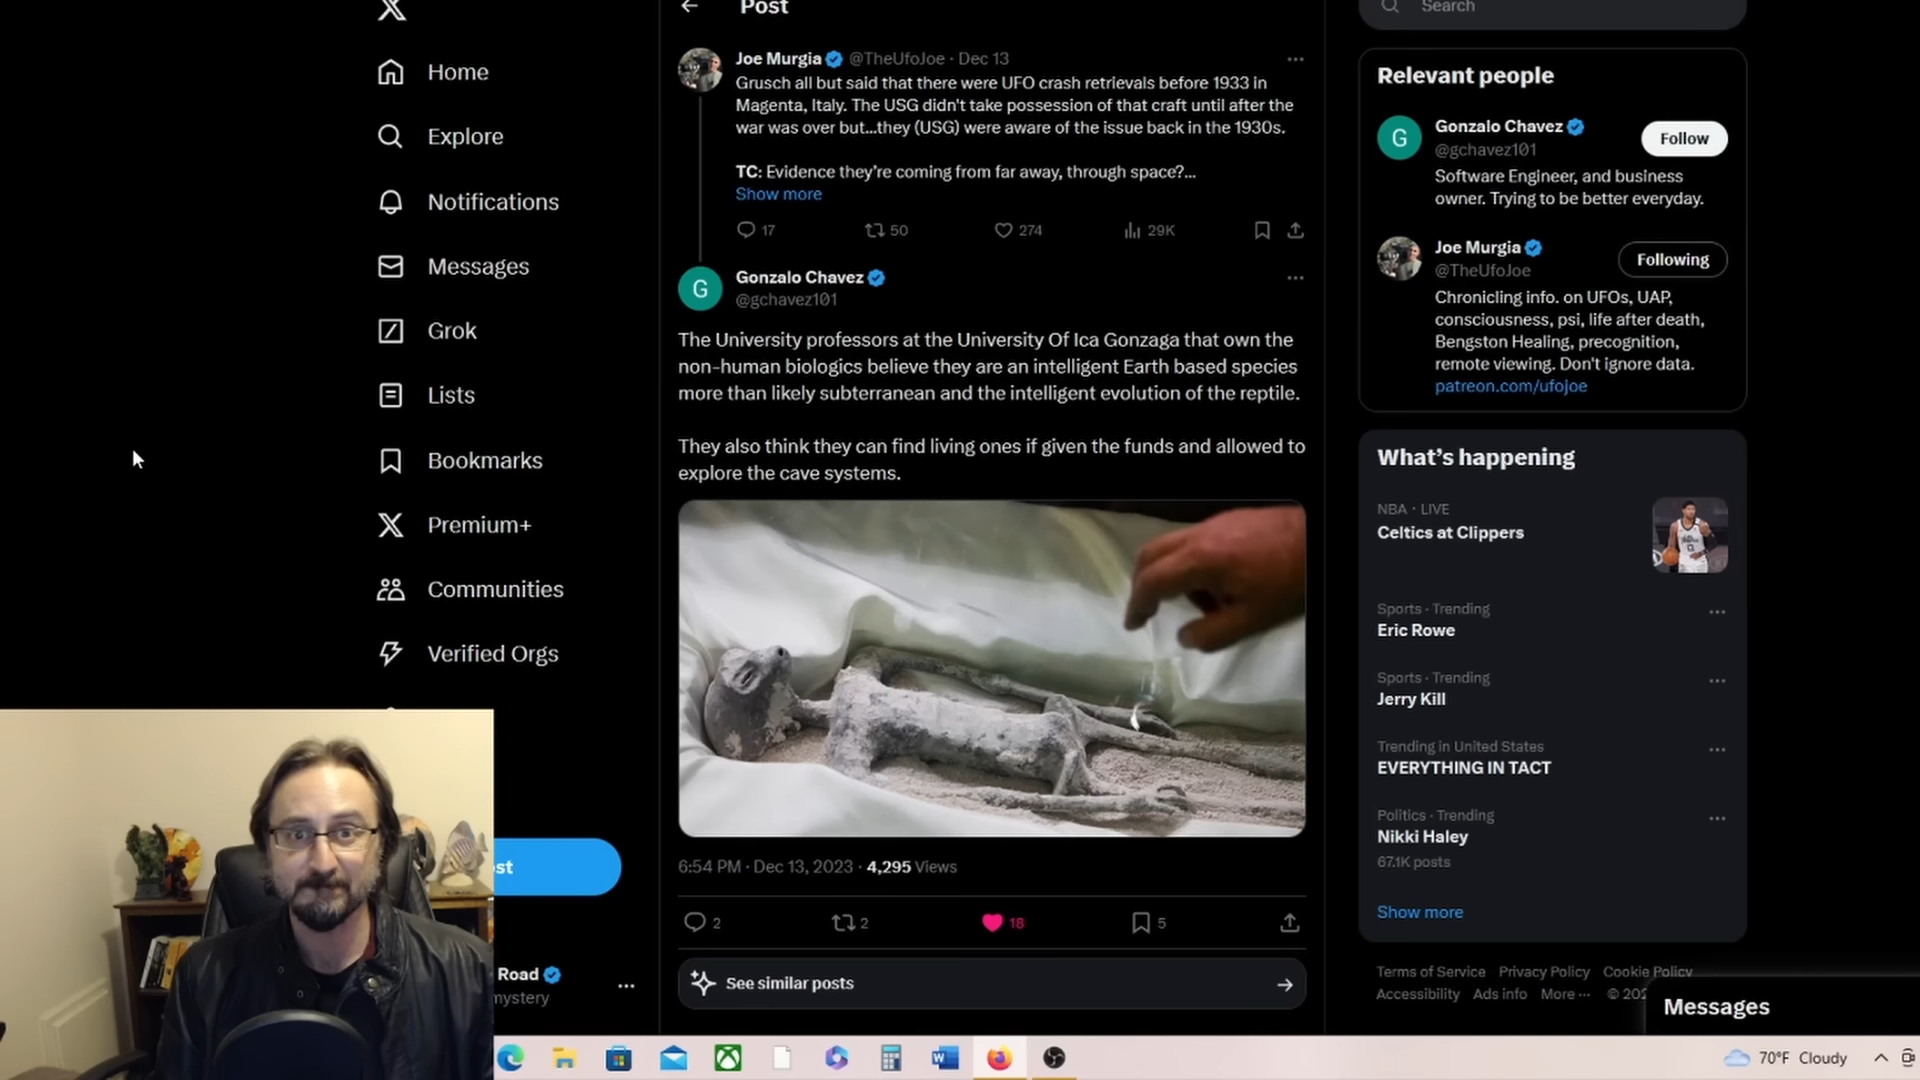 Post
Search
Home
Explore
Notifications
Messages
Grok
Lists
Bookmarks
Premium+
Communities
Verified Orgs
st
Road
mystery
Joe Murgia @TheUfoJoe · Dec 13
Grusch all but said that there were UFO crash retrievals before 1933 in
Magenta, Italy. The USG didn't take possession of that craft until after the
war was over but...they (USG) were aware of the issue back in the 1930s.
TC: Evidence they're coming from far away, through space?...
Show more
17 50 274 29K
G
Gonzalo Chavez
@gchavez101
The University professors at the University Of Ica Gonzaga that own the
non-human biologics believe they are an intelligent Earth based species
more than likely subterranean and the intelligent evolution of the reptile.
They also think they can find living ones if given the funds and allowed to
explore the cave systems.
6:54 PM · Dec 13, 2023 · 4,295 Views
2 2 18 5
See similar posts
Relevant people
G
Gonzalo Chavez
@gchavez101
Follow
Software Engineer, and business
owner. Trying to be better everyday.
Joe Murgia
@TheUfoJoe
Following
Chronicling info. on UFOs, UAP,
consciousness, psi, life after death,
Bengston Healing, precognition,
remote viewing. Don't ignore data.
patreon.com/ufojoe
What's happening
NBA · LIVE
Celtics at Clippers
Sports · Trending
Eric Rowe
Sports · Trending
Jerry Kill
Trending in United States
EVERYTHING IN TACT
Politics · Trending
Nikki Haley
67.1K posts
Show more
Terms of Service Privacy Policy Cookie Policy
Accessibility Ads info More ··· © 202
Messages
70°F Cloudy